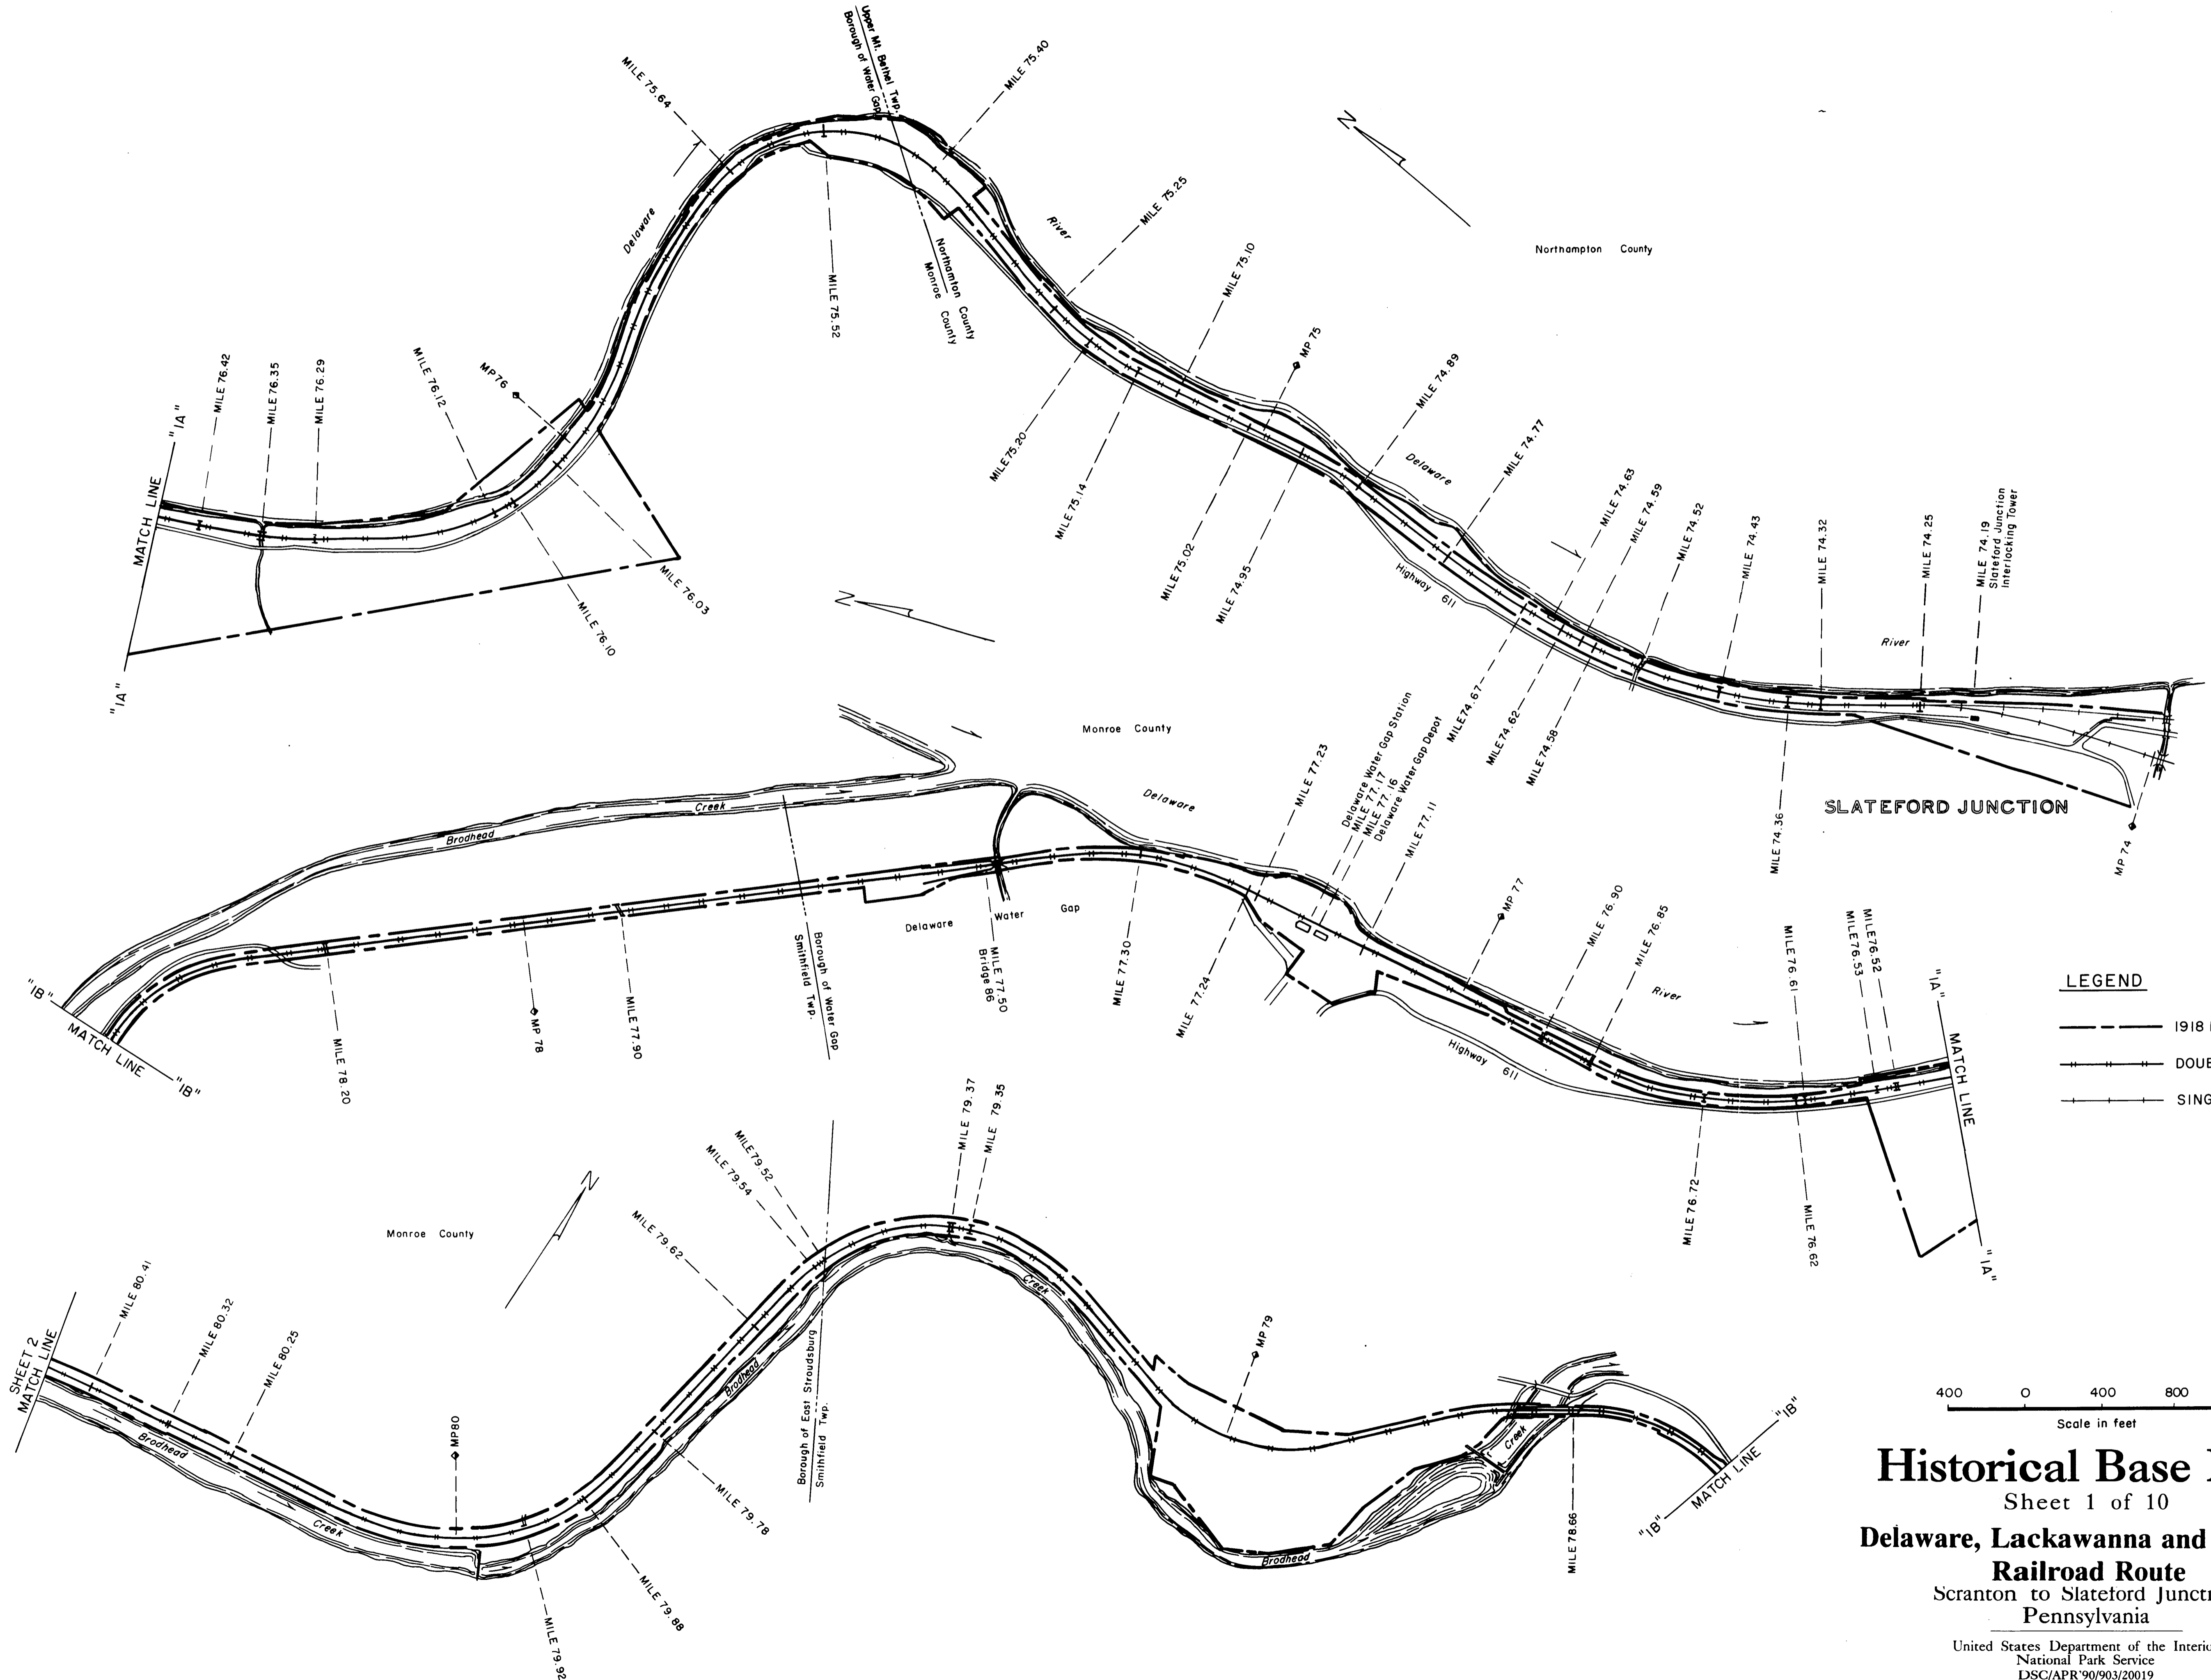 Upper Mt. Bethel Twp.
Borough of Water Gap
MILE 75.40
MILE 75.64
N
Delaware
River
MILE 75.25
Northampton County
MILE 75.10
Northamton County
Monroe County
MILE 75.52
MP 75
MILE 74.89
MILE 76.42
MILE 76.35
MILE 76.29
MILE 76.12
MP 76
"IA"
MATCH LINE
"IA"
MILE 76.03
MILE 76.10
MILE 75.20
MILE 75.14
MILE 75.02
MILE 74.95
Delaware
MILE 74.77
MILE 74.63
MILE 74.59
MILE 74.52
MILE 74.43
MILE 74.32
MILE 74.25
MILE 74.19
Slateford Junction
Interlocking Tower
Highway 611
River
MILE 74.67
MILE 74.62
MILE 74.58
MILE 74.36
SLATEFORD JUNCTION
MP 74
N
Monroe County
Brodhead
Creek
Delaware
MILE 77.23
Delaware Water Gap Station
MILE 77.17
MILE 77.16
Delaware Water Gap Depot
MILE 77.11
MP 77
MILE 76.90
MILE 76.85
River
MILE 76.61
MILE 76.53
MILE 76.52
"IA"
MATCH LINE
"IA"
Delaware Water Gap
Borough of Water Gap
Smithfield Twp.
MILE 77.50
Bridge 86
MILE 77.30
MILE 77.24
Highway 611
MILE 76.72
MILE 76.62
"IB"
MATCH LINE
"IB"
MILE 78.20
MP 78
MILE 77.90
LEGEND
1918
DOUB
SING
N
Monroe County
MILE 79.37
MILE 79.35
MILE 79.52
MILE 79.54
MILE 79.62
MILE 80.41
MILE 80.32
MILE 80.25
SHEET 2
MATCH LINE
Brodhead
Creek
MP80
Brodhead
Creek
Borough of East Stroudsburg
Smithfield Twp.
MP 79
MILE 79.78
MILE 79.88
MILE 79.92
Brodhead
Creek
MILE 78.66
"IB"
MATCH LINE
"IB"
400 0 400 800
Scale in feet
Historical Base
Sheet 1 of 10
Delaware, Lackawanna and
Railroad Route
Scranton to Slateford Juncti
Pennsylvania
United States Department of the Interio
National Park Service
DSC/APR'90/903/20019